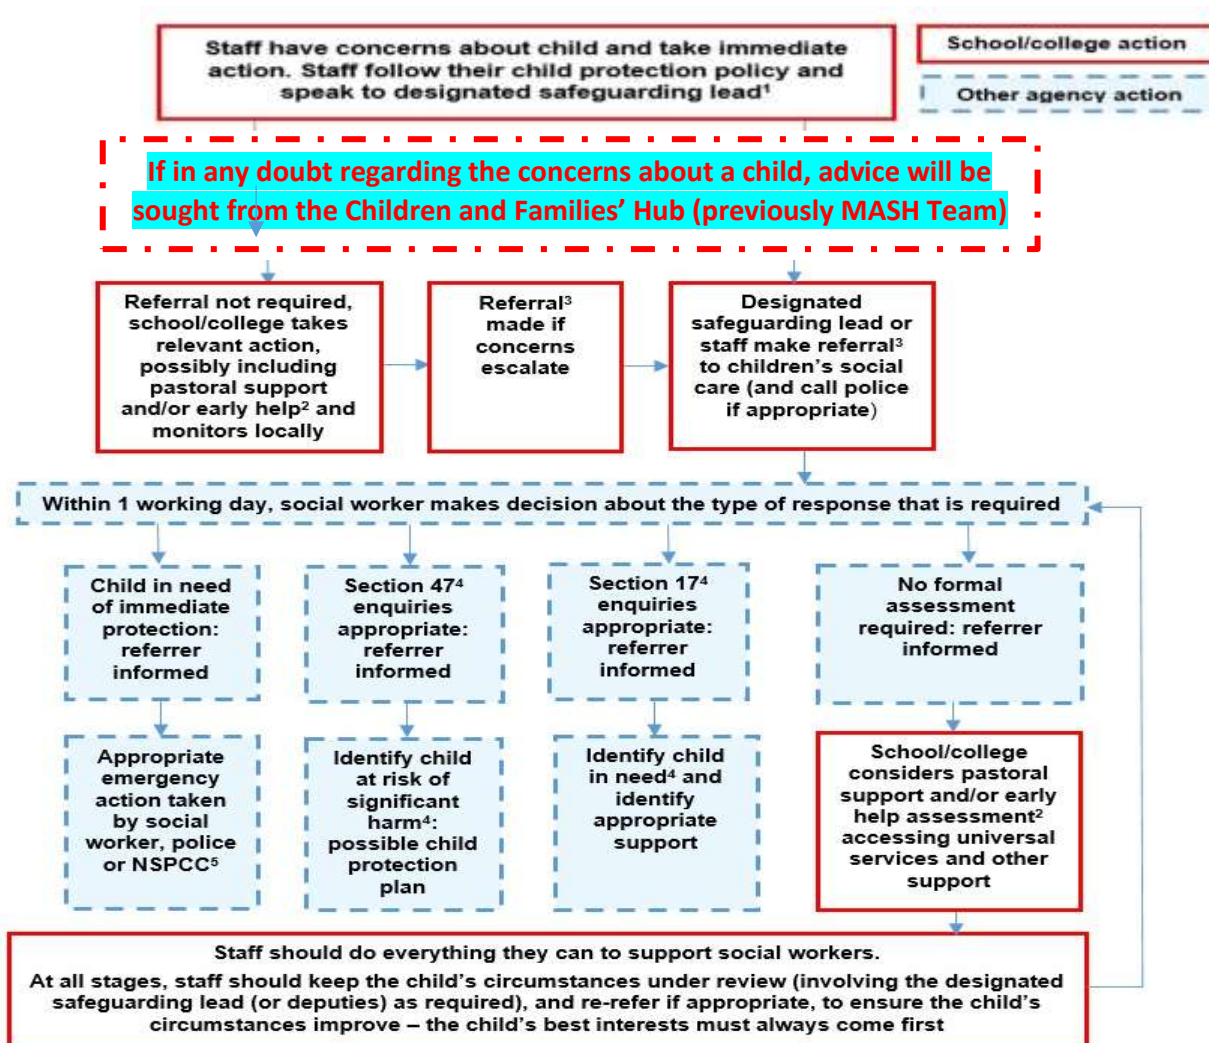 Staff have concerns about child and take immediate
action. Staff follow their child protection policy and
speak to designated safeguarding lead¹
School/college action
Other agency action
If in any doubt regarding the concerns about a child, advice will be
sought from the Children and Families’ Hub (previously MASH Team)
Referral not required,
school/college takes
relevant action,
possibly including
pastoral support
and/or early help² and
monitors locally
Referral³
made if
concerns
escalate
Designated
safeguarding lead or
staff make referral³
to children’s social
care (and call police
if appropriate)
Within 1 working day, social worker makes decision about the type of response that is required
Child in need
of immediate
protection:
referrer
informed
Section 47⁴
enquiries
appropriate:
referrer
informed
Section 17⁴
enquiries
appropriate:
referrer
informed
No formal
assessment
required: referrer
informed
Appropriate
emergency
action taken
by social
worker, police
or NSPCC⁵
Identify child
at risk of
significant
harm⁴:
possible child
protection
plan
Identify child
in need⁴ and
identify
appropriate
support
School/college
considers pastoral
support and/or early
help assessment²
accessing universal
services and other
support
Staff should do everything they can to support social workers.
At all stages, staff should keep the child’s circumstances under review (involving the designated
safeguarding lead (or deputies) as required), and re-refer if appropriate, to ensure the child’s
circumstances improve – the child’s best interests must always come first